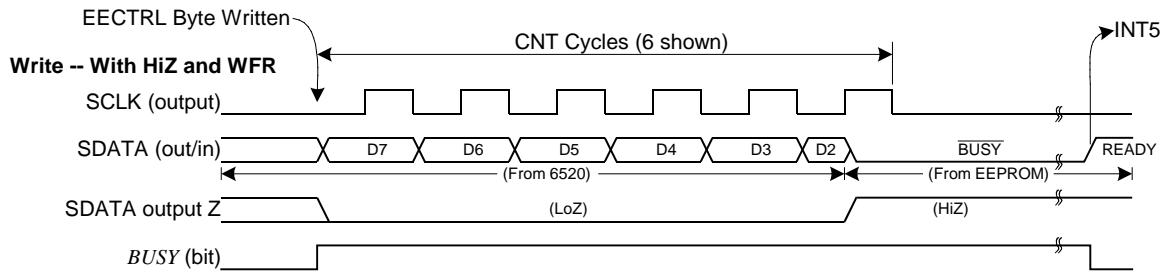 EECTRL Byte Written
INT5
CNT Cycles (6 shown)
Write -- With HiZ and WFR
SCLK (output)
SDATA (out/in) D7 D6 D5 D4 D3 D2 BUSY READY
(From 6520) (From EEPROM)
SDATA output Z (LoZ) (HiZ)
BUSY (bit)